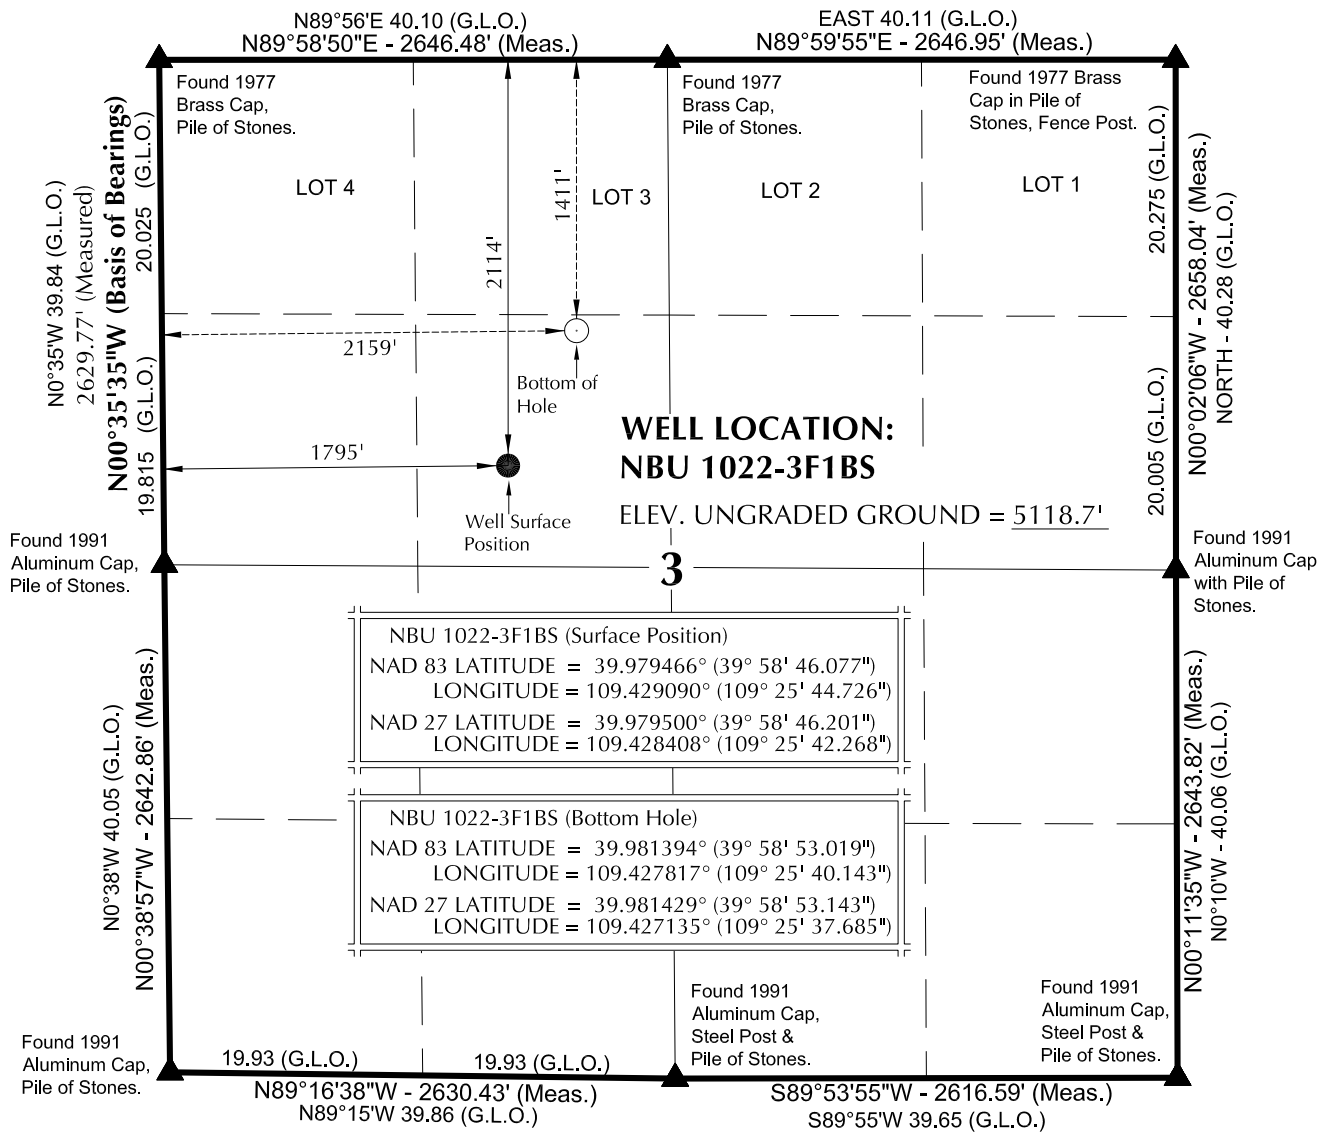 N89°56'E 40.10 (G.L.O.)
N89°58'50"E - 2646.48' (Meas.)
EAST 40.11 (G.L.O.)
N89°59'55"E - 2646.95' (Meas.)
Found 1977
Brass Cap,
Pile of Stones.
Found 1977
Brass Cap,
Pile of Stones.
Found 1977 Brass
Cap in Pile of
Stones, Fence Post.
LOT 4
LOT 3
LOT 2
LOT 1
N0°35'W 39.84 (G.L.O.)
2629.77' (Measured)
N00°35'35"W (Basis of Bearings)
20.025 (G.L.O.)
19.815 (G.L.O.)
20.275 (G.L.O.)
20.005 (G.L.O.)
N00°02'06"W - 2658.04' (Meas.)
NORTH - 40.28 (G.L.O.)
1411'
2114'
2159'
Bottom of
Hole
1795'
Well Surface
Position
WELL LOCATION:
NBU 1022-3F1BS
ELEV. UNGRADED GROUND = 5118.7'
Found 1991
Aluminum Cap,
Pile of Stones.
3
Found 1991
Aluminum Cap
with Pile of
Stones.
NBU 1022-3F1BS (Surface Position)
NAD 83 LATITUDE = 39.979466° (39° 58' 46.077")
LONGITUDE = 109.429090° (109° 25' 44.726")
NAD 27 LATITUDE = 39.979500° (39° 58' 46.201")
LONGITUDE = 109.428408° (109° 25' 42.268")
NBU 1022-3F1BS (Bottom Hole)
NAD 83 LATITUDE = 39.981394° (39° 58' 53.019")
LONGITUDE = 109.427817° (109° 25' 40.143")
NAD 27 LATITUDE = 39.981429° (39° 58' 53.143")
LONGITUDE = 109.427135° (109° 25' 37.685")
N0°38'W 40.05 (G.L.O.)
N00°38'57"W - 2642.86' (Meas.)
N00°11'35"W - 2643.82' (Meas.)
N0°10'W - 40.06 (G.L.O.)
Found 1991
Aluminum Cap,
Pile of Stones.
Found 1991
Aluminum Cap,
Steel Post &
Pile of Stones.
Found 1991
Aluminum Cap,
Steel Post &
Pile of Stones.
19.93 (G.L.O.)
19.93 (G.L.O.)
N89°16'38"W - 2630.43' (Meas.)
N89°15'W 39.86 (G.L.O.)
S89°53'55"W - 2616.59' (Meas.)
S89°55'W 39.65 (G.L.O.)